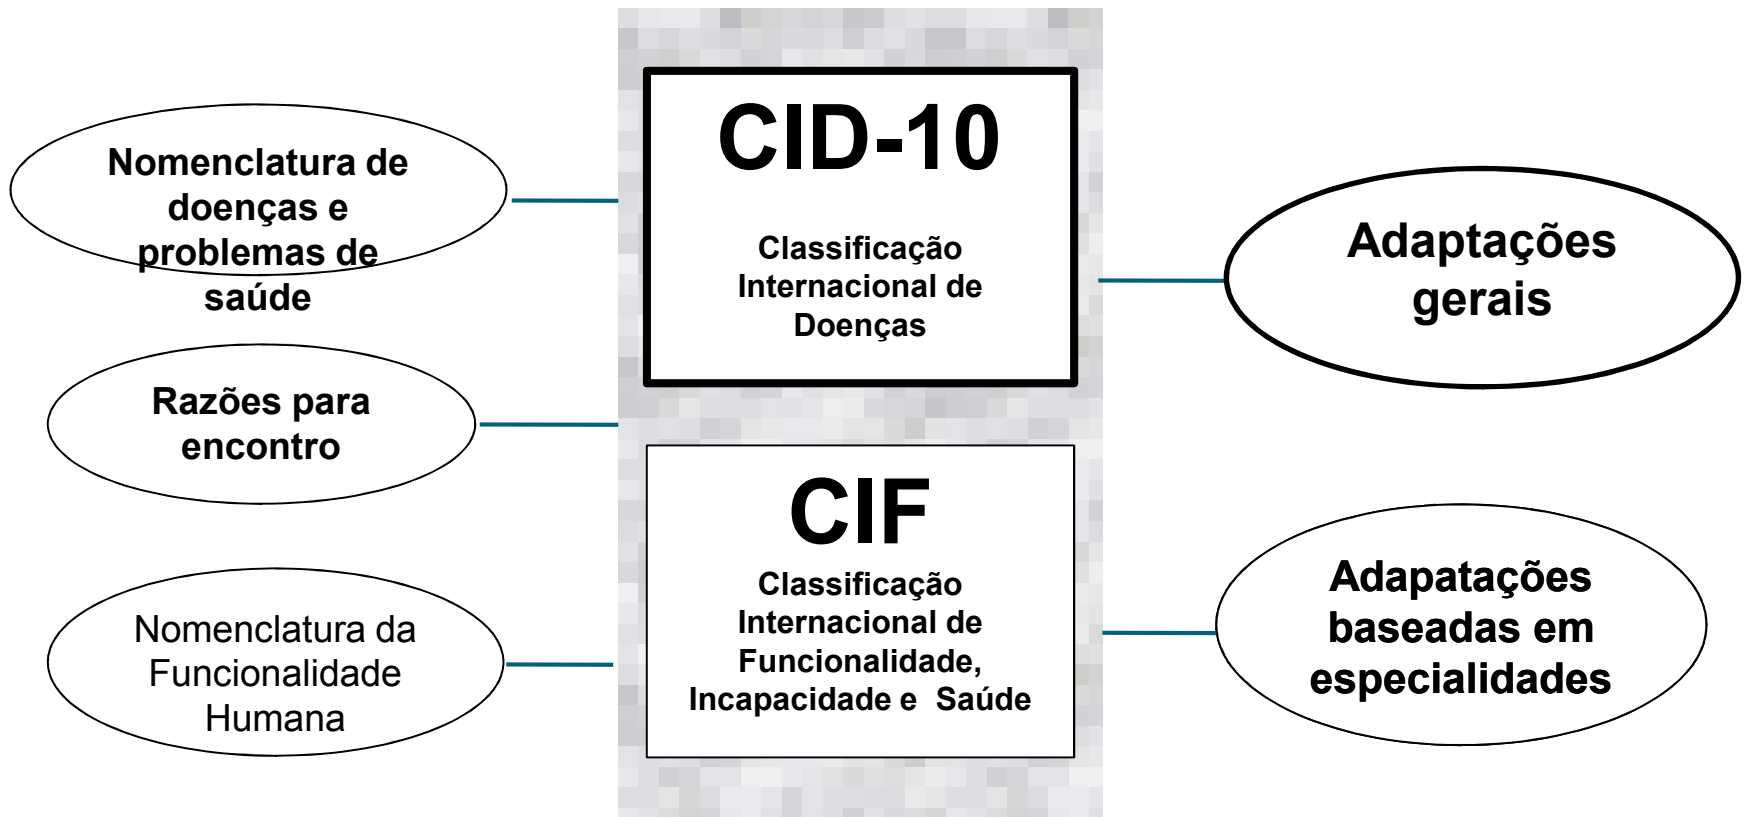 Nomenclatura de
doenças e
problemas de
saúde
Razões para
encontro
Nomenclatura da
Funcionalidade
Humana
CID-10
Classificação
Internacional de
Doenças
CIF
Classificação
Internacional de
Funcionalidade,
Incapacidade e Saúde
Adaptações
gerais
Adapatações
baseadas em
especialidades